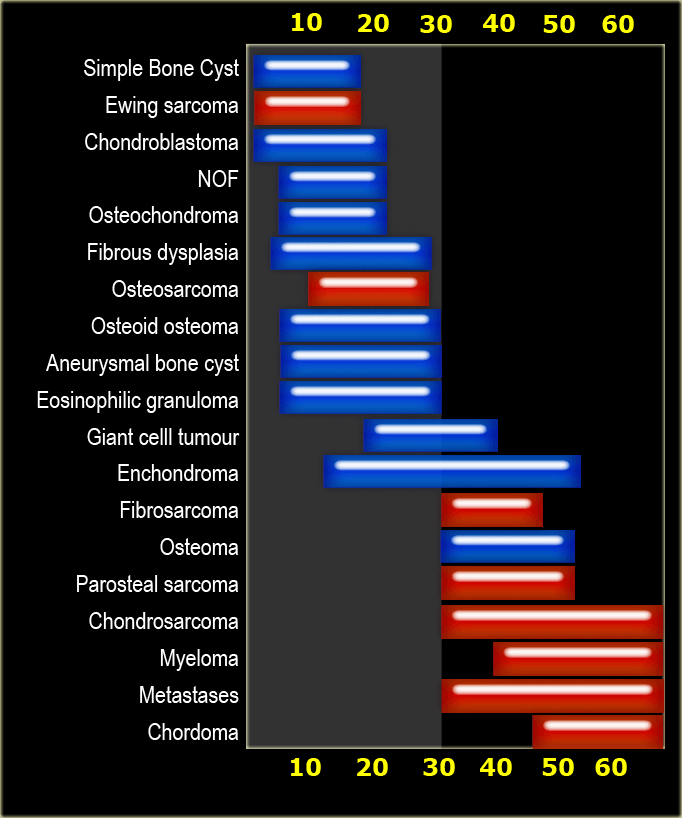 10 20 30 40 50 60
Simple Bone Cyst
Ewing sarcoma
Chondroblastoma
NOF
Osteochondroma
Fibrous dysplasia
Osteosarcoma
Osteoid osteoma
Aneurysmal bone cyst
Eosinophilic granuloma
Giant celll tumour
Enchondroma
Fibrosarcoma
Osteoma
Parosteal sarcoma
Chondrosarcoma
Myeloma
Metastases
Chordoma
10 20 30 40 50 60